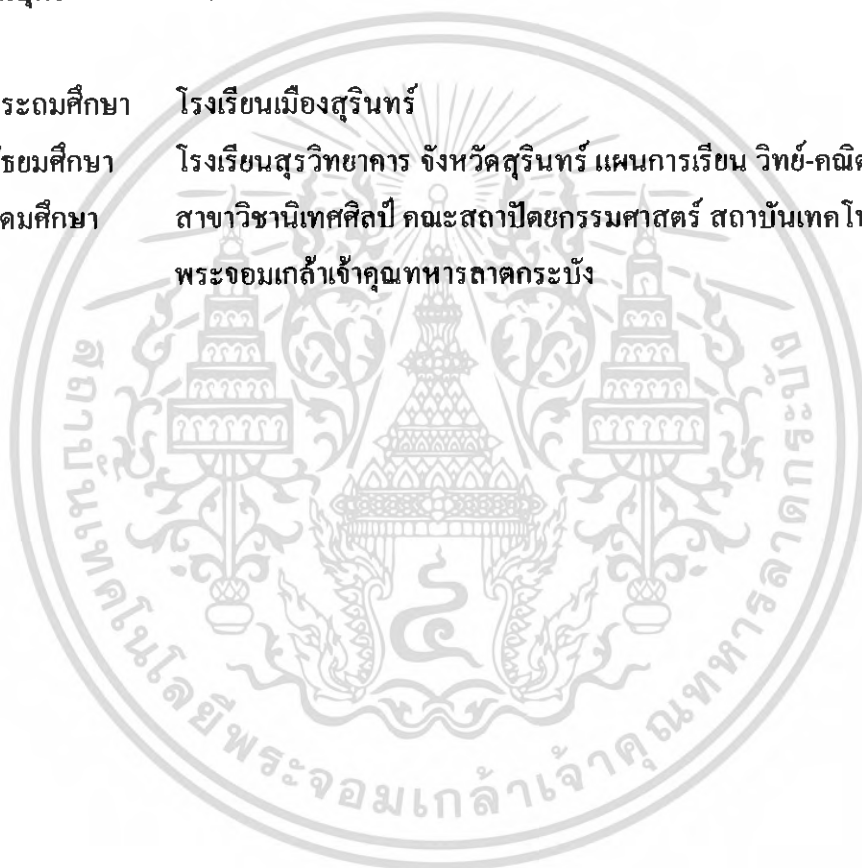 ระถมศึกษา โรงเรียนเมืองสุรินทร์
ัธยมศึกษา โรงเรียนสุรวิทยาคาร จังหวัดสุรินทร์ แผนการเรียน วิทย์-คณิต
ดมศึกษา สาขาวิชานิเทศศิลป์ คณะสถาปัตยกรรมศาสตร์ สถาบันเทคโน
พระจอมเกล้าเจ้าคุณทหารลาดกระบัง
สถาบันเทคโนโลยีพระจอมเกล้าเจ้าคุณทหารลาดกระบัง
๔